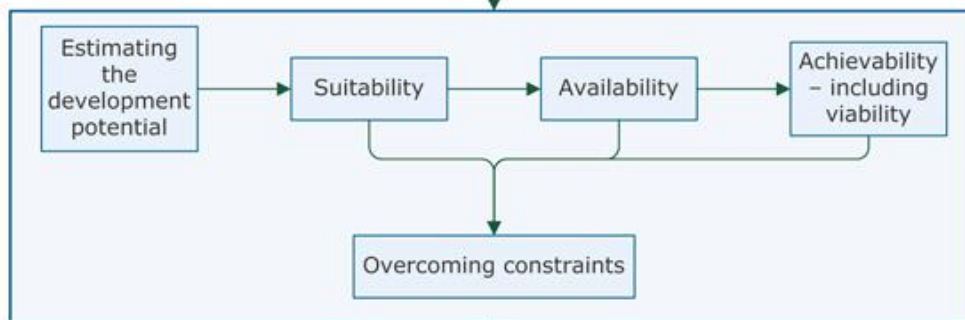 Estimating
the
development
potential
Suitability
Availability
Achievability
– including
viability
Overcoming constraints